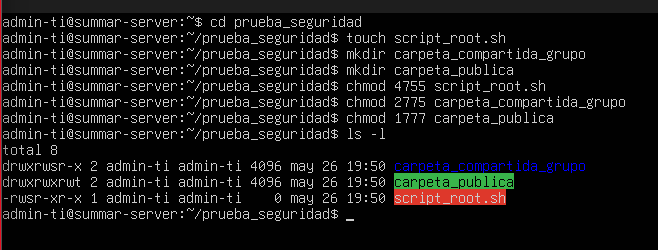 admin-ti@summar-server:~$ cd prueba_seguridad
admin-ti@summar-server:~/prueba_seguridad$ touch script_root.sh
admin-ti@summar-server:~/prueba_seguridad$ mkdir carpeta_compartida_grupo
admin-ti@summar-server:~/prueba_seguridad$ mkdir carpeta_publica
admin-ti@summar-server:~/prueba_seguridad$ chmod 4755 script_root.sh
admin-ti@summar-server:~/prueba_seguridad$ chmod 2775 carpeta_compartida_grupo
admin-ti@summar-server:~/prueba_seguridad$ chmod 1777 carpeta_publica
admin-ti@summar-server:~/prueba_seguridad$ ls -l
total 8
drwxrwsr-x 2 admin-ti admin-ti 4096 may 26 19:50 carpeta_compartida_grupo
drwxrwxrwt 2 admin-ti admin-ti 4096 may 26 19:50 carpeta_publica
-rwsr-xr-x 1 admin-ti admin-ti    0 may 26 19:50 script_root.sh
admin-ti@summar-server:~/prueba_seguridad$ _